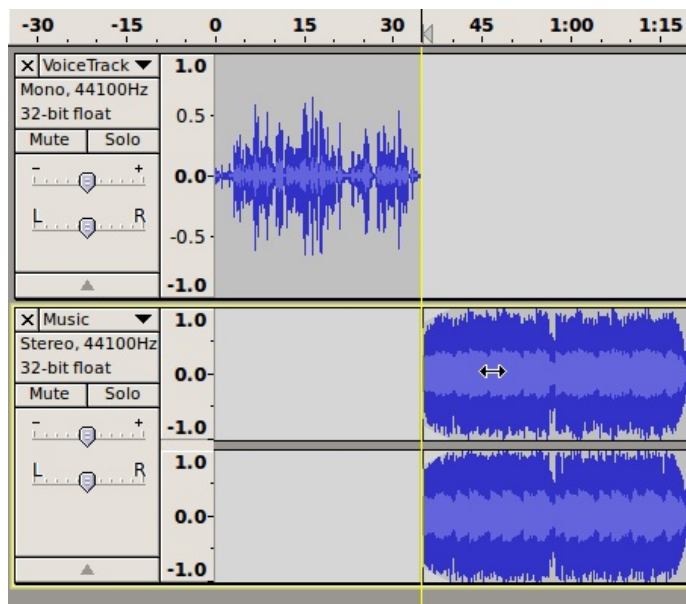 -30 -15 0 15 30 45 1:00 1:15
VoiceTrack
Mono, 44100Hz
32-bit float
Mute Solo
- +
L R
1.0
0.5
0.0
-0.5
-1.0
Music
Stereo, 44100Hz
32-bit float
Mute Solo
- +
L R
1.0
0.0
-1.0
1.0
0.0
-1.0